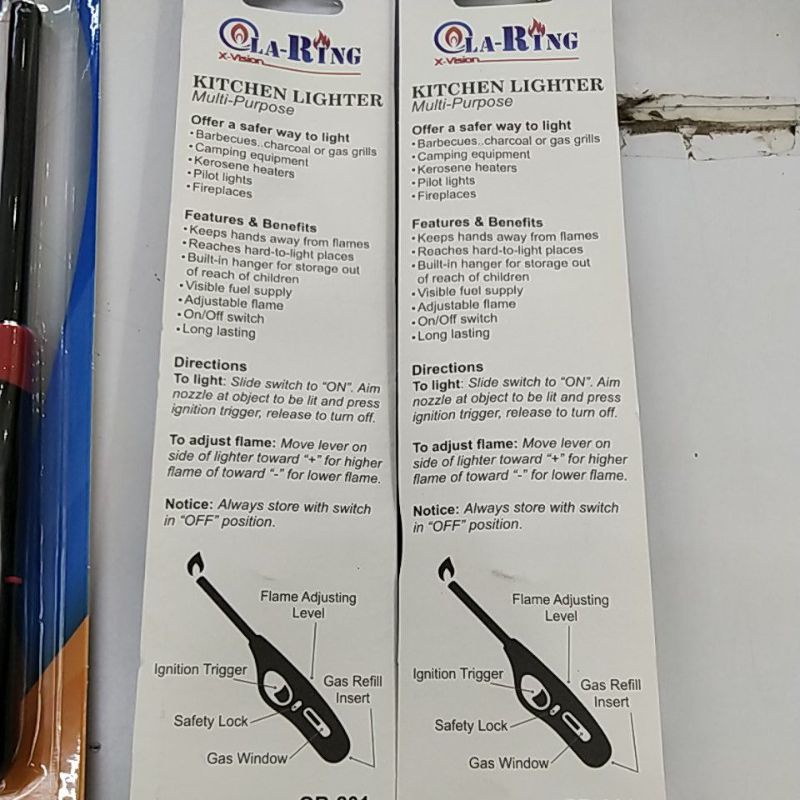 QLA-RING
X-Vision
KITCHEN LIGHTER
Multi-Purpose
Offer a safer way to light
•Barbecues..charcoal or gas grills
•Camping equipment
•Kerosene heaters
•Pilot lights
•Fireplaces
Features & Benefits
•Keeps hands away from flames
•Reaches hard-to-light places
•Built-in hanger for storage out
of reach of children
•Visible fuel supply
•Adjustable flame
•On/Off switch
•Long lasting
Directions
To light: Slide switch to “ON”. Aim
nozzle at object to be lit and press
ignition trigger, release to turn off.
To adjust flame: Move lever on
side of lighter toward “+” for higher
flame of toward “-” for lower flame.
Notice: Always store with switch
in “OFF” position.
Flame Adjusting
Level
Ignition Trigger
Gas Refill
Insert
Safety Lock
Gas Window
QLA-RING
X-Vision
KITCHEN LIGHTER
Multi-Purpose
Offer a safer way to light
•Barbecues..charcoal or gas grills
•Camping equipment
•Kerosene heaters
•Pilot lights
•Fireplaces
Features & Benefits
•Keeps hands away from flames
•Reaches hard-to-light places
•Built-in hanger for storage out
of reach of children
•Visible fuel supply
•Adjustable flame
•On/Off switch
•Long lasting
Directions
To light: Slide switch to “ON”. Aim
nozzle at object to be lit and press
ignition trigger, release to turn off.
To adjust flame: Move lever on
side of lighter toward “+” for higher
flame of toward “-” for lower flame.
Notice: Always store with switch
in “OFF” position.
Flame Adjusting
Level
Ignition Trigger
Gas Refill
Insert
Safety Lock
Gas Window